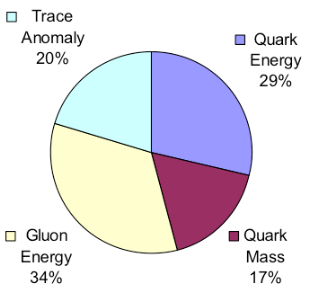 Trace
Anomaly
20%
Quark
Energy
29%
Gluon
Energy
34%
Quark
Mass
17%